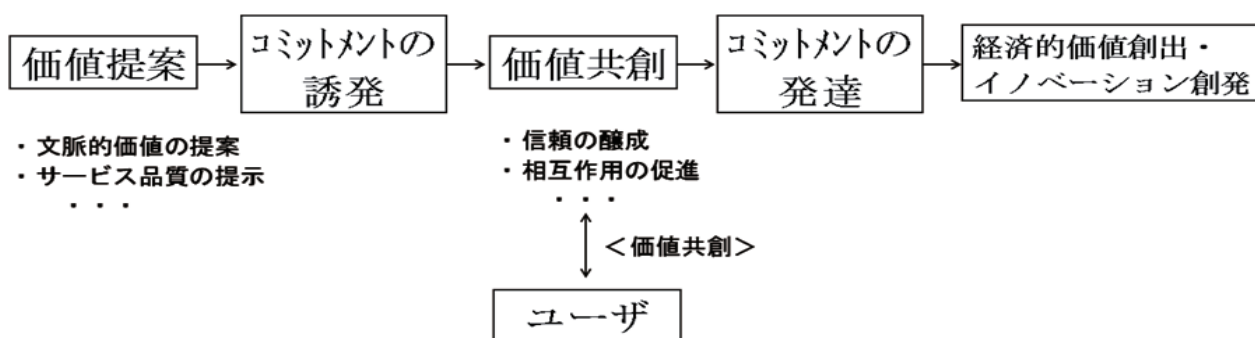 価値提案
コミットメントの
誘発
価値共創
コミットメントの
発達
経済的価値創出・
イノベーション創発
・文脈的価値の提案
・サービス品質の提示
・・・
・信頼の醸成
・相互作用の促進
・・・
＜価値共創＞
ユーザ